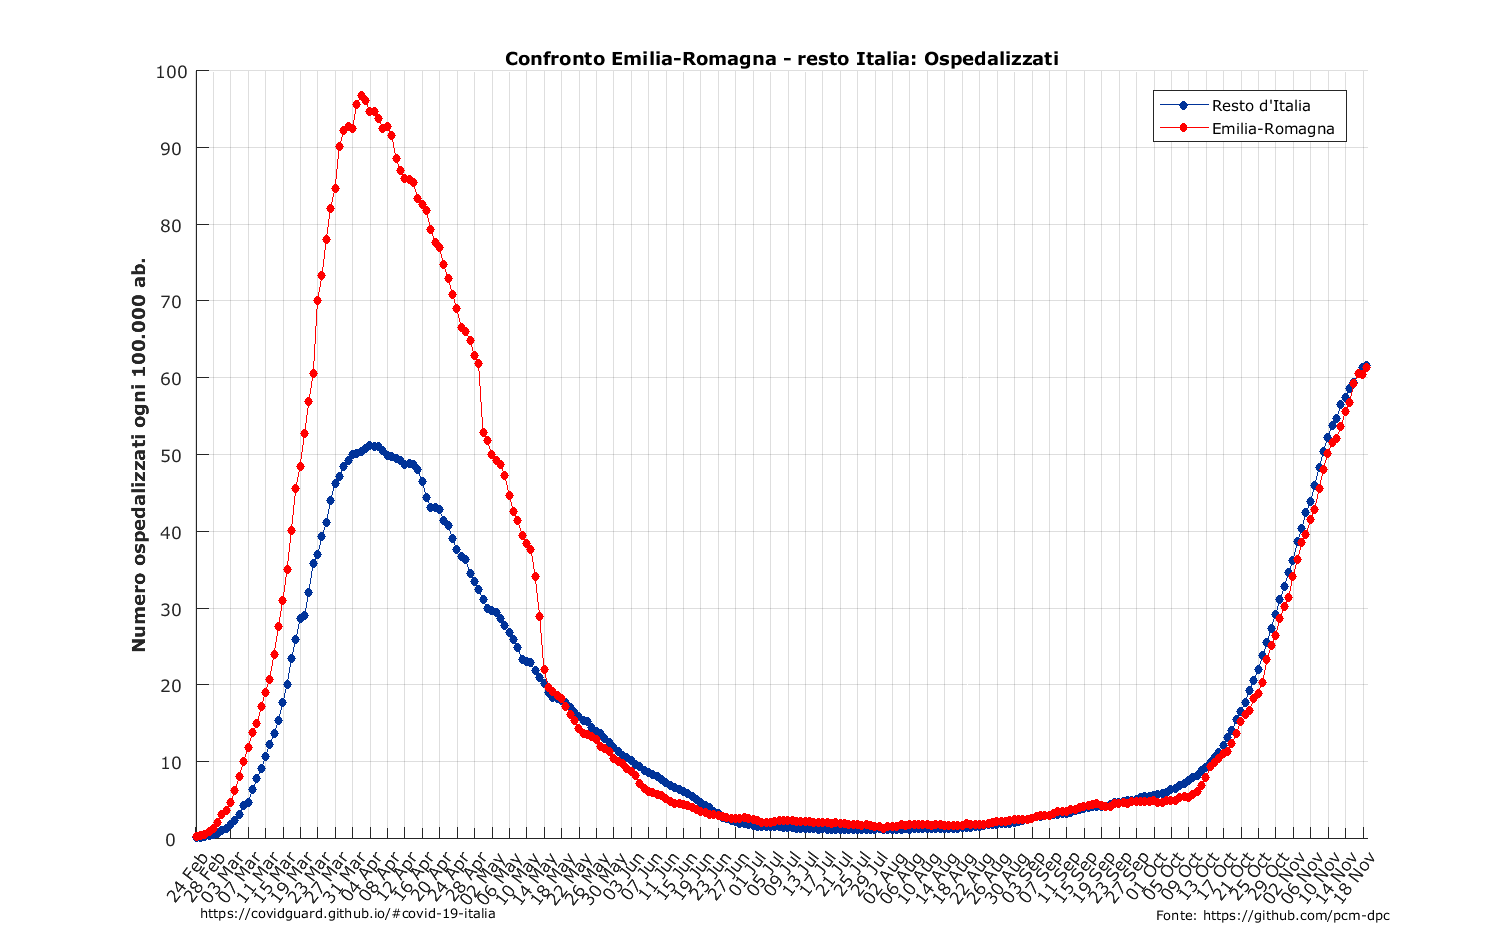 Confronto Emilia-Romagna - resto Italia: Ospedalizzati
Resto d'Italia
Emilia-Romagna
Numero ospedalizzati ogni 100.000 ab.
100
90
80
70
60
50
40
30
20
10
0
24 Feb
28 Feb
03 Mar
07 Mar
11 Mar
15 Mar
19 Mar
23 Mar
27 Mar
31 Mar
04 Apr
08 Apr
12 Apr
16 Apr
20 Apr
24 Apr
28 Apr
02 May
06 May
10 May
14 May
18 May
22 May
26 May
30 May
03 Jun
07 Jun
11 Jun
15 Jun
19 Jun
23 Jun
27 Jun
01 Jul
05 Jul
09 Jul
13 Jul
17 Jul
21 Jul
25 Jul
29 Jul
02 Aug
06 Aug
10 Aug
14 Aug
18 Aug
22 Aug
26 Aug
30 Aug
03 Sep
07 Sep
11 Sep
15 Sep
19 Sep
23 Sep
27 Sep
01 Oct
05 Oct
09 Oct
13 Oct
17 Oct
21 Oct
25 Oct
29 Oct
02 Nov
06 Nov
10 Nov
14 Nov
18 Nov
https://covidguard.github.io/#covid-19-italia
Fonte: https://github.com/pcm-dpc